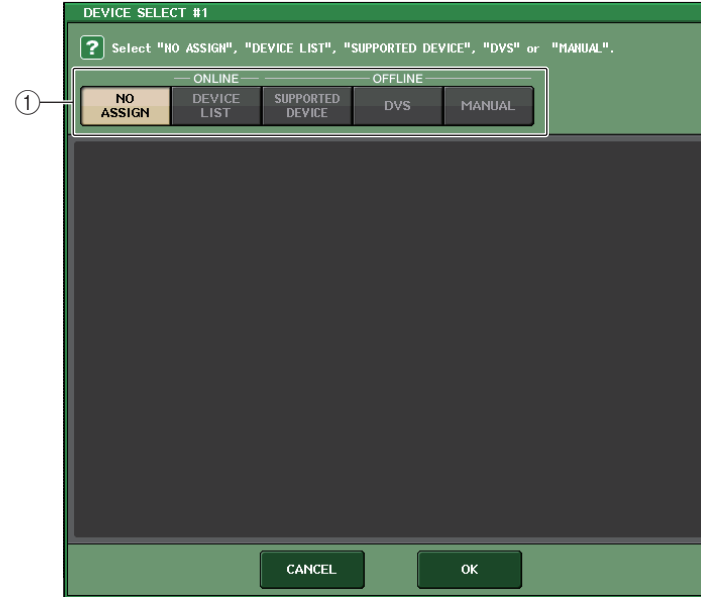 DEVICE SELECT #1
? Select "NO ASSIGN", "DEVICE LIST", "SUPPORTED DEVICE", "DVS" or "MANUAL".
ONLINE OFFLINE
1
NO ASSIGN
DEVICE LIST
SUPPORTED DEVICE
DVS
MANUAL
CANCEL OK